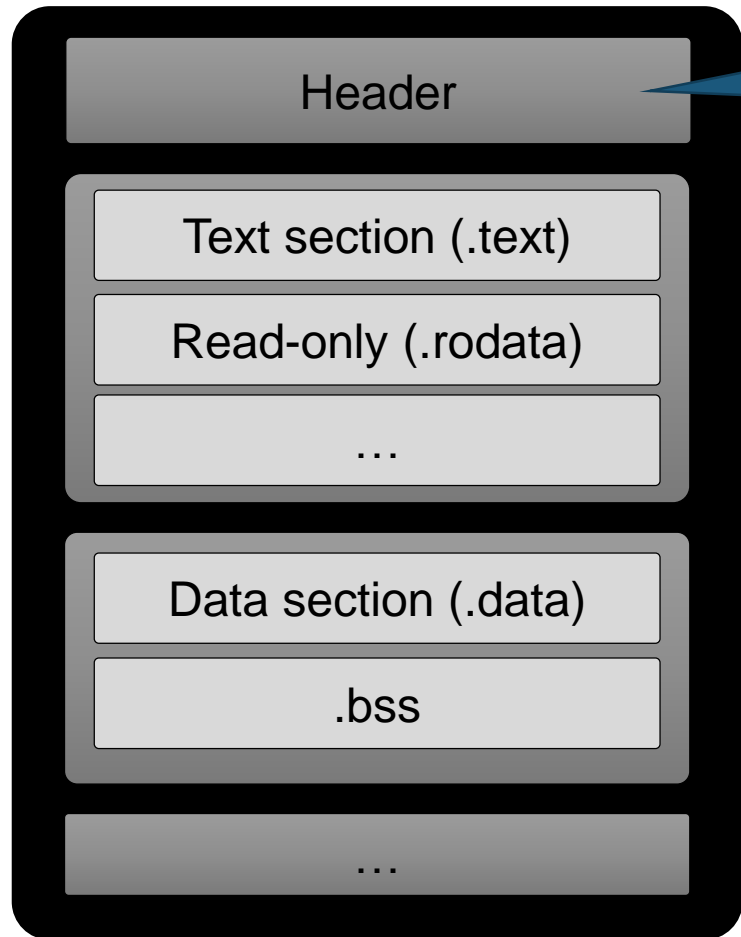 Header
Text section (.text)
Read-only (.rodata)
…
Data section (.data)
.bss
…